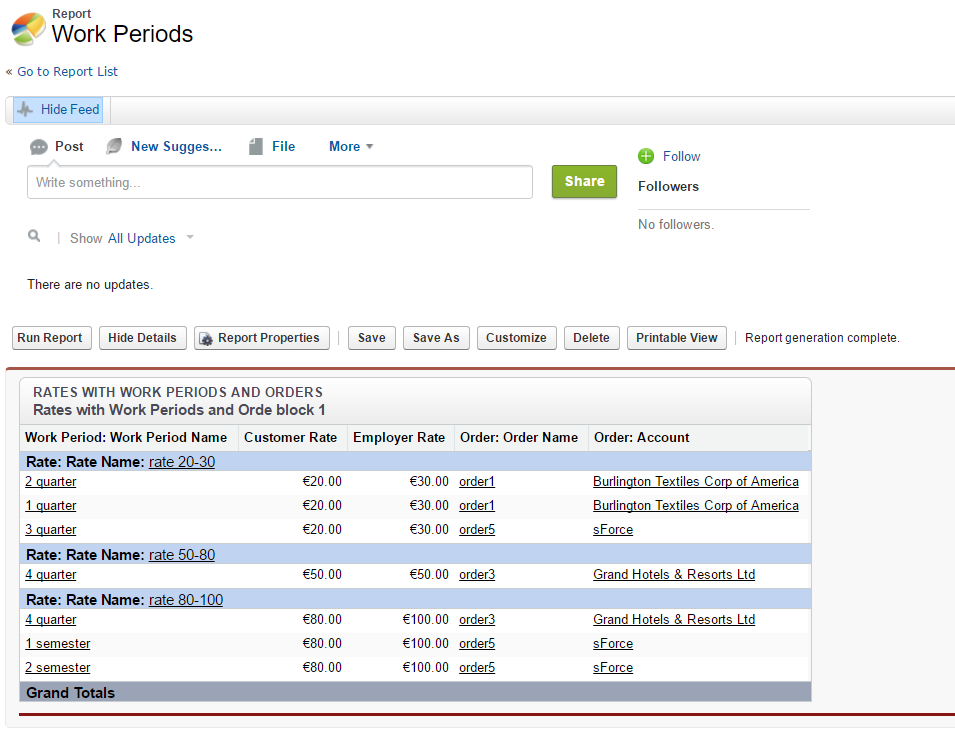 Report
Work Periods
« Go to Report List
Hide Feed
Post New Sugges... File More
Write something...
Share
Follow
Followers
No followers.
Show All Updates
There are no updates.
Run Report Hide Details Report Properties Save Save As Customize Delete Printable View Report generation complete.
RATES WITH WORK PERIODS AND ORDERS
Rates with Work Periods and Orde block 1
Work Period: Work Period Name Customer Rate Employer Rate Order: Order Name Order: Account
Rate: Rate Name: rate 20-30
2 quarter €20.00 €30.00 order1 Burlington Textiles Corp of America
1 quarter €20.00 €30.00 order1 Burlington Textiles Corp of America
3 quarter €20.00 €30.00 order5 sForce
Rate: Rate Name: rate 50-80
4 quarter €50.00 €50.00 order3 Grand Hotels & Resorts Ltd
Rate: Rate Name: rate 80-100
4 quarter €80.00 €100.00 order3 Grand Hotels & Resorts Ltd
1 semester €80.00 €100.00 order5 sForce
2 semester €80.00 €100.00 order5 sForce
Grand Totals